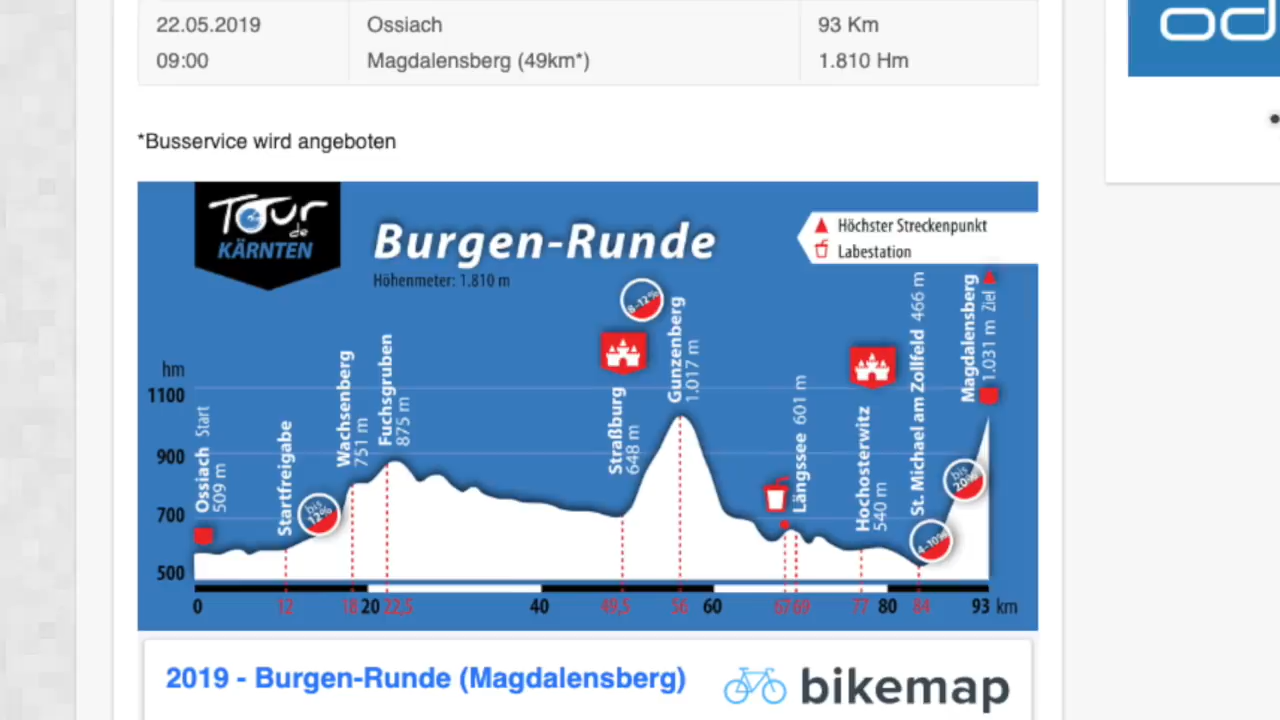 22.05.2019 Ossiach 93 Km
09:00 Magdalensberg (49km*) 1.810 Hm
*Busservice wird angeboten
Tour
de
KÄRNTEN
Burgen-Runde
Höhenmeter: 1.810 m
Höchster Streckenpunkt
Labestation
hm
1100
900
700
500
Ossiach Start
509 m
Startfreigabe
bis
12%
Wachsenberg
751 m
Fuchsgruben
875 m
Straßburg
648 m
8-12%
Gunzenberg
1.017 m
Längssee 601 m
Hochosterwitz
540 m
St. Michael am Zollfeld 466 m
4-10%
bis
20%
Magdalensberg
1.031 m Ziel
0 12 18 20 22,5 40 49,5 56 60 67 69 77 80 84 93 km
2019 - Burgen-Runde (Magdalensberg)
bikemap